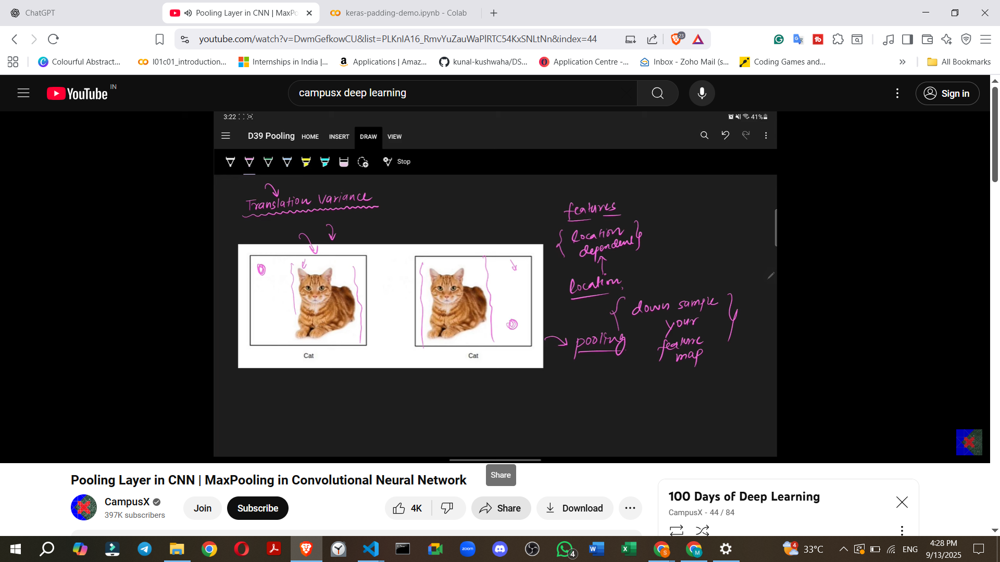 ChatGPT
Pooling Layer in CNN | MaxPo
keras-padding-demo.ipynb - Colab
youtube.com/watch?v=DwmGefkowCU&list=PLKnIA16_RmvYuZauWaPlRTC54KxSNLtNn&index=44
23
Colourful Abstract...
l01c01_introduction...
Internships in India |...
Applications | Amaz...
kunal-kushwaha/DS...
Application Centre -...
Inbox - Zoho Mail (s...
Coding Games and...
All Bookmarks
YouTube IN
campusx deep learning
Sign in
3:22
41%
D39 Pooling
HOME
INSERT
DRAW
VIEW
Stop
Translation Variance
features
location
dependent
location,
down sample
your
feature
map
pooling
Cat
Cat
Share
Pooling Layer in CNN | MaxPooling in Convolutional Neural Network
CampusX
397K subscribers
Join
Subscribe
4K
Share
Download
100 Days of Deep Learning
CampusX - 44 / 84
zoom
4
4
33°C
ENG
4:28 PM
9/13/2025